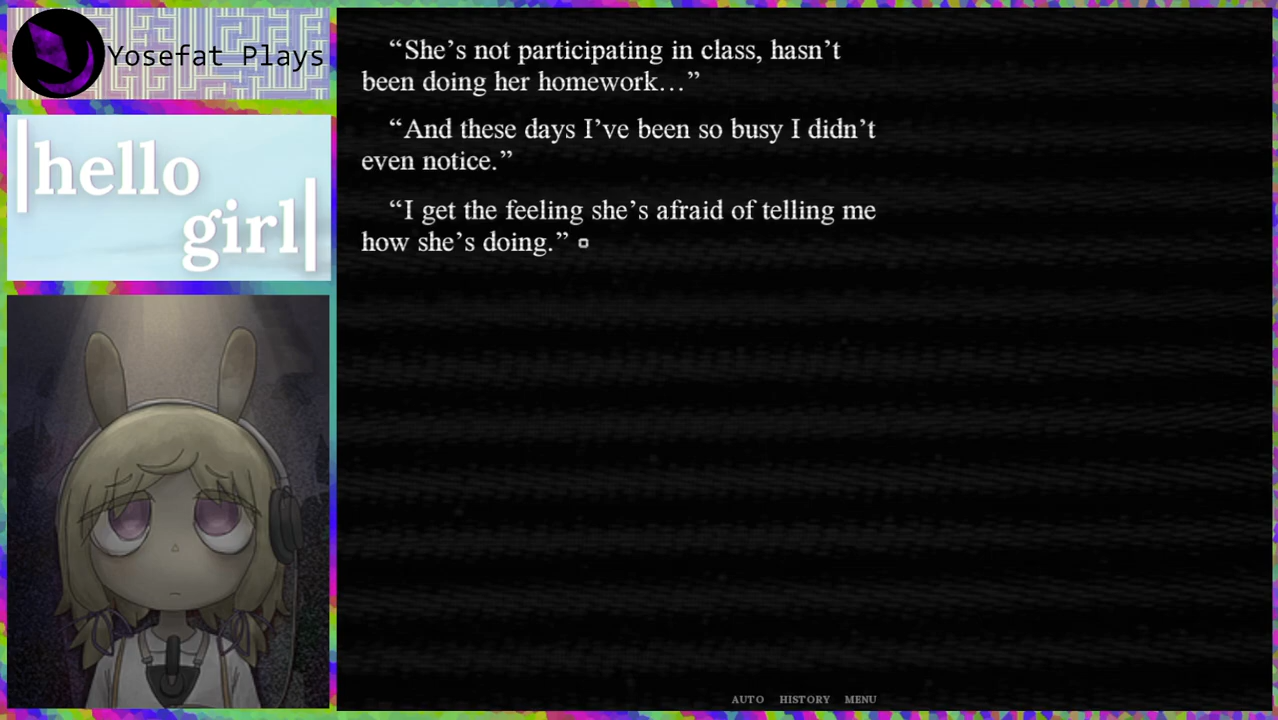 Yosefat Plays
hello
girl
“She’s not participating in class, hasn’t
been doing her homework…”
“And these days I’ve been so busy I didn’t
even notice.”
“I get the feeling she’s afraid of telling me
how she’s doing.”
AUTO HISTORY MENU